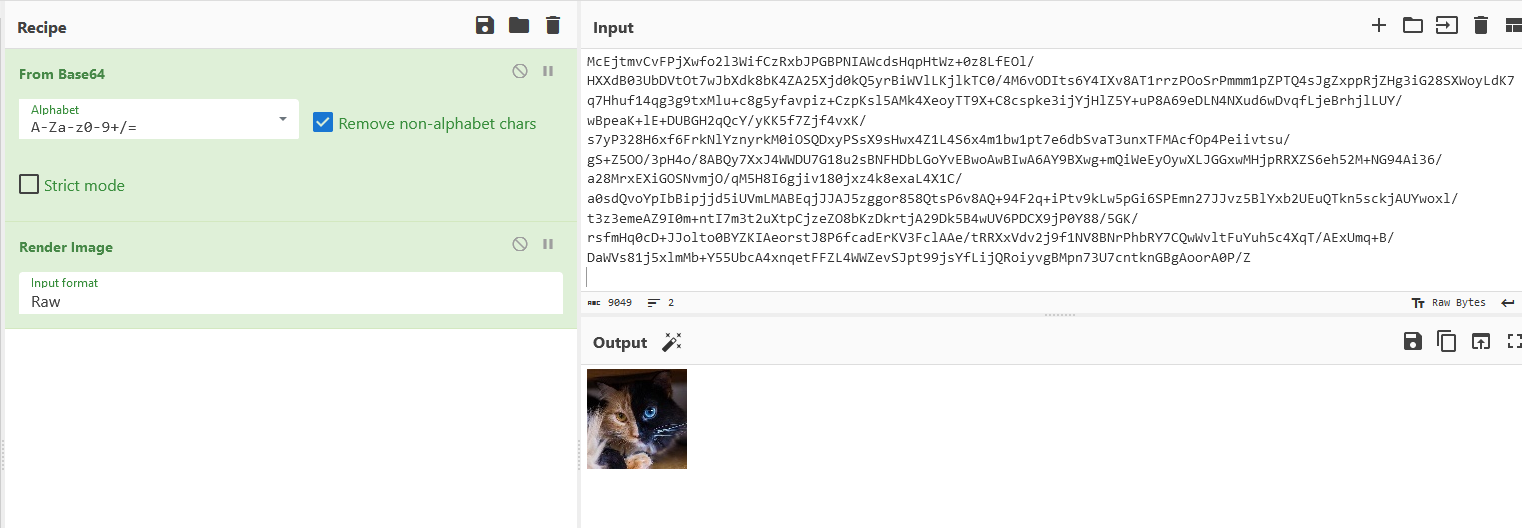 Recipe
From Base64
Alphabet
A-Za-z0-9+/=
Remove non-alphabet chars
Strict mode
Render Image
Input format
Raw
Input
McEjtmvCvFPjXwfo2l3WifCzRxbJPGBPNIAWcdsHqpHtWz+0z8LfEOl/
HXXdB03UbDVtOt7wJbXdk8bK4ZA25Xjd0kQ5yrBiWVlLKjlkTC0/4M6vODIts6Y4IXv8AT1rrzPOoSrPmmm1pZPTQ4sJgZxppRjZHg3iG28SXWoyLdK7
q7Hhuf14qg3g9txMlu+c8g5yfavpiz+CzpKsl5AMk4XeoyTT9X+C8cspke3ijYjHlZ5Y+uP8A69eDLN4NXud6wDvqfLjeBrhjlLUY/
wBpeaK+lE+DUBGH2qQcY/yKK5f7Zjf4vxK/
s7yP328H6xf6FrkNlYznyrkM0iOSQDxyPSsX9sHwx4Z1L4S6x4m1bw1pt7e6dbSvaT3unxTFMAcfOp4Peiivtsu/
gS+Z5OO/3pH4o/8ABQy7XxJ4WWDU7G18u2sBNFHDbLGoYvEBwoAwBIwA6AY9BXwg+mQiWeEyOywXLJGGxwMHjpRRXZS6eh52M+NG94Ai36/
a28MrxEXiGOSNvmjO/qM5H8I6gjiv180jxz4k8exaL4X1C/
a0sdQvoYpIbBipjjd5iUVmLMABEqjJJAJ5zggor858QtsP6v8AQ+94F2q+iPtv9kLw5pGi6SPEmn27JJvz5BlYxb2UEuQTkn5sckjAUYwoxl/
t3z3emeAZ9I0m+ntI7m3t2uXtpCjzeZO8bKzDkrtjA29Dk5B4wUV6PDCX9jP0Y88/5GK/
rsfmHq0cD+JJolto0BYZKIAeorstJ8P6fcadErKV3FclAAe/tRRXxVdv2j9f1NV8BNrPhbRY7CQwWvltFuYuh5c4XqT/AExUmq+B/
DaWVs81j5xlmMb+Y55UbcA4xnqetFFZL4WWZevSJpt99jsYfLijQRoiyvgBMpn73U7cntknGBgAoorA0P/Z
9049
2
Raw Bytes
Output